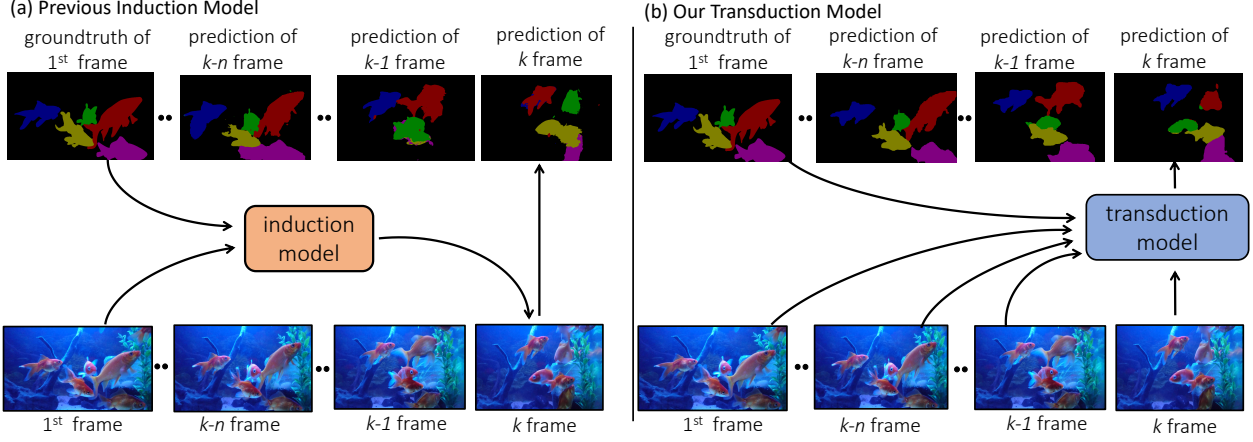 (a) Previous Induction Model
groundtruth of
1st frame
prediction of
k-n frame
prediction of
k-1 frame
prediction of
k frame
induction
model
1st frame
k-n frame
k-1 frame
k frame
(b) Our Transduction Model
groundtruth of
1st frame
prediction of
k-n frame
prediction of
k-1 frame
prediction of
k frame
transduction
model
1st frame
k-n frame
k-1 frame
k frame